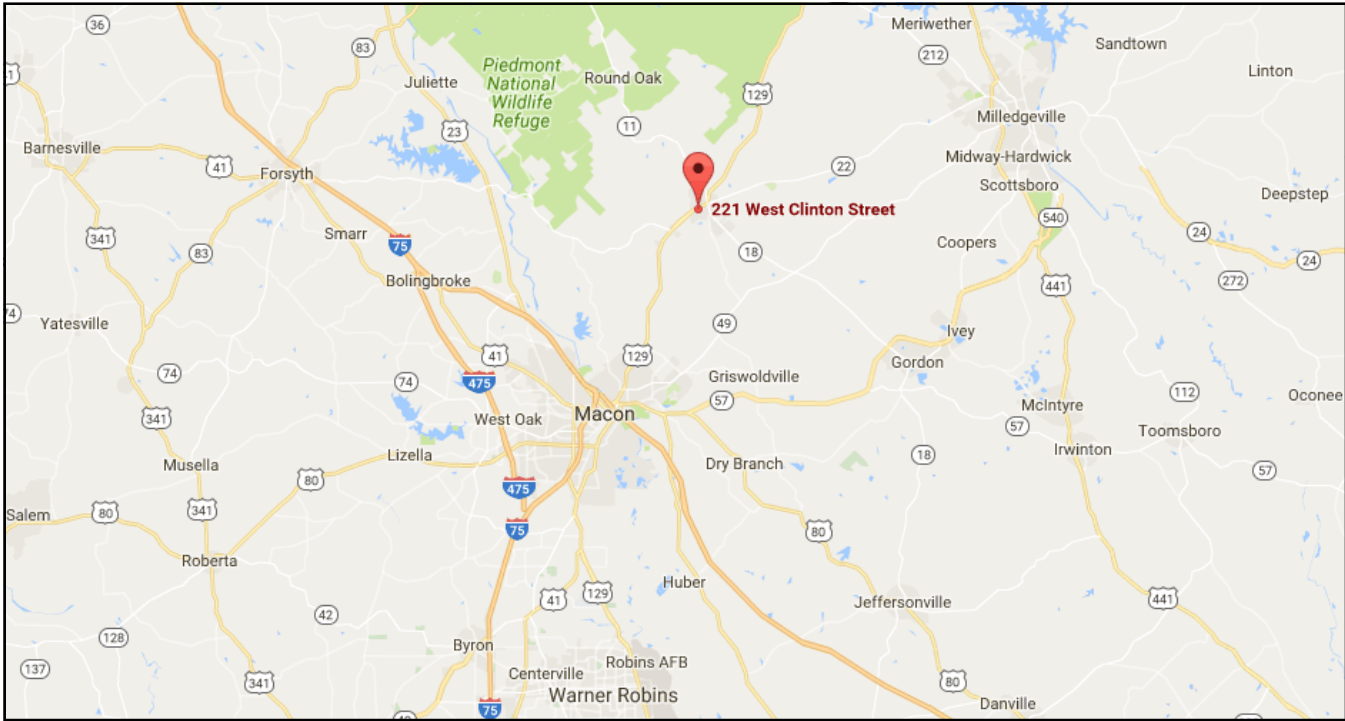 36
Meriwether
212
Sandtown
Linton
83
Juliette
Piedmont
National
Wildlife
Refuge
Round Oak
129
11
23
Milledgeville
Barnesville
41
Forsyth
Midway-Hardwick
22
Scottsboro
Deepstep
221 West Clinton Street
540
341
Smarr
75
83
18
Coopers
24
24
272
Bolingbroke
441
Yatesville
49
Ivey
74
41
129
Gordon
74
475
Griswoldville
57
112
McIntyre
Oconee
341
West Oak
Macon
57
Toomsboro
Musella
Lizella
Dry Branch
18
Irwinton
57
80
475
Salem
80
341
75
80
Roberta
Huber
41
129
Jeffersonville
441
42
128
Byron
137
Centerville
Robins AFB
341
Warner Robins
75
80
Danville